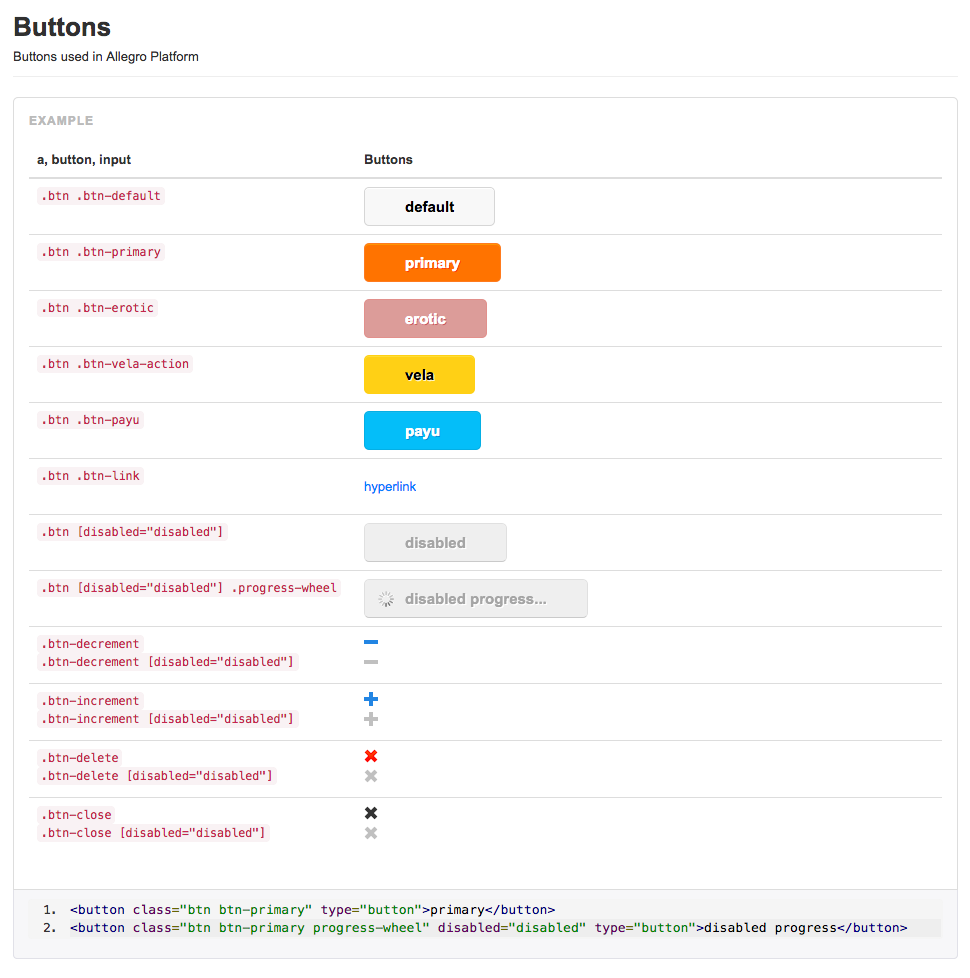 Buttons
Buttons used in Allegro Platform
EXAMPLE
a, button, input Buttons
.btn .btn-default default
.btn .btn-primary primary
.btn .btn-erotic erotic
.btn .btn-vela-action vela
.btn .btn-payu payu
.btn .btn-link hyperlink
.btn [disabled="disabled"] disabled
.btn [disabled="disabled"] .progress-wheel disabled progress...
.btn-decrement
.btn-decrement [disabled="disabled"]
.btn-increment
.btn-increment [disabled="disabled"]
.btn-delete
.btn-delete [disabled="disabled"]
.btn-close
.btn-close [disabled="disabled"]
1. <button class="btn btn-primary" type="button">primary</button>
2. <button class="btn btn-primary progress-wheel" disabled="disabled" type="button">disabled progress</button>